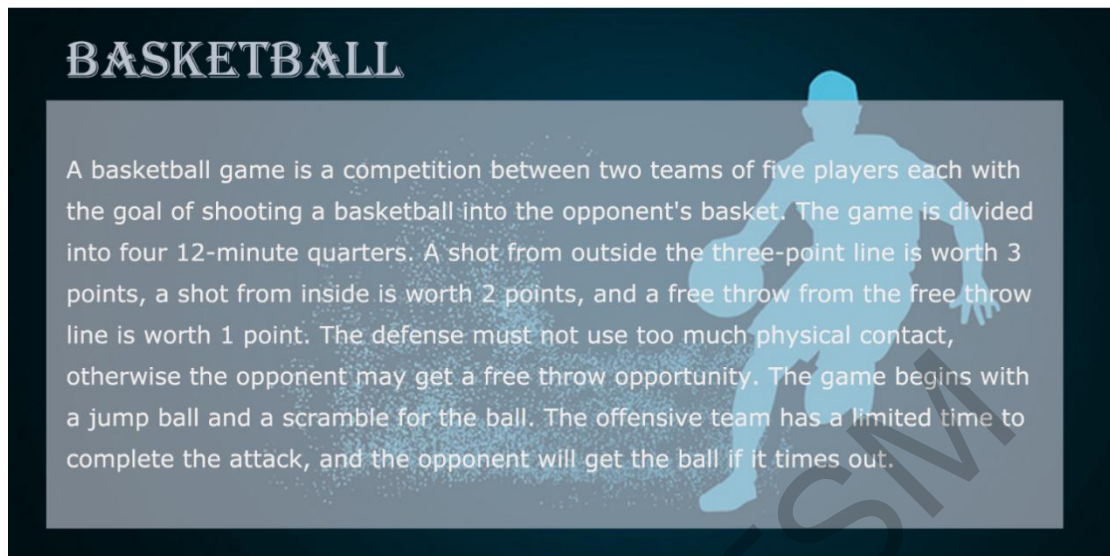 BASKETBALL
A basketball game is a competition between two teams of five players each with
the goal of shooting a basketball into the opponent's basket. The game is divided
into four 12-minute quarters. A shot from outside the three-point line is worth 3
points, a shot from inside is worth 2 points, and a free throw from the free throw
line is worth 1 point. The defense must not use too much physical contact,
otherwise the opponent may get a free throw opportunity. The game begins with
a jump ball and a scramble for the ball. The offensive team has a limited time to
complete the attack, and the opponent will get the ball if it times out.